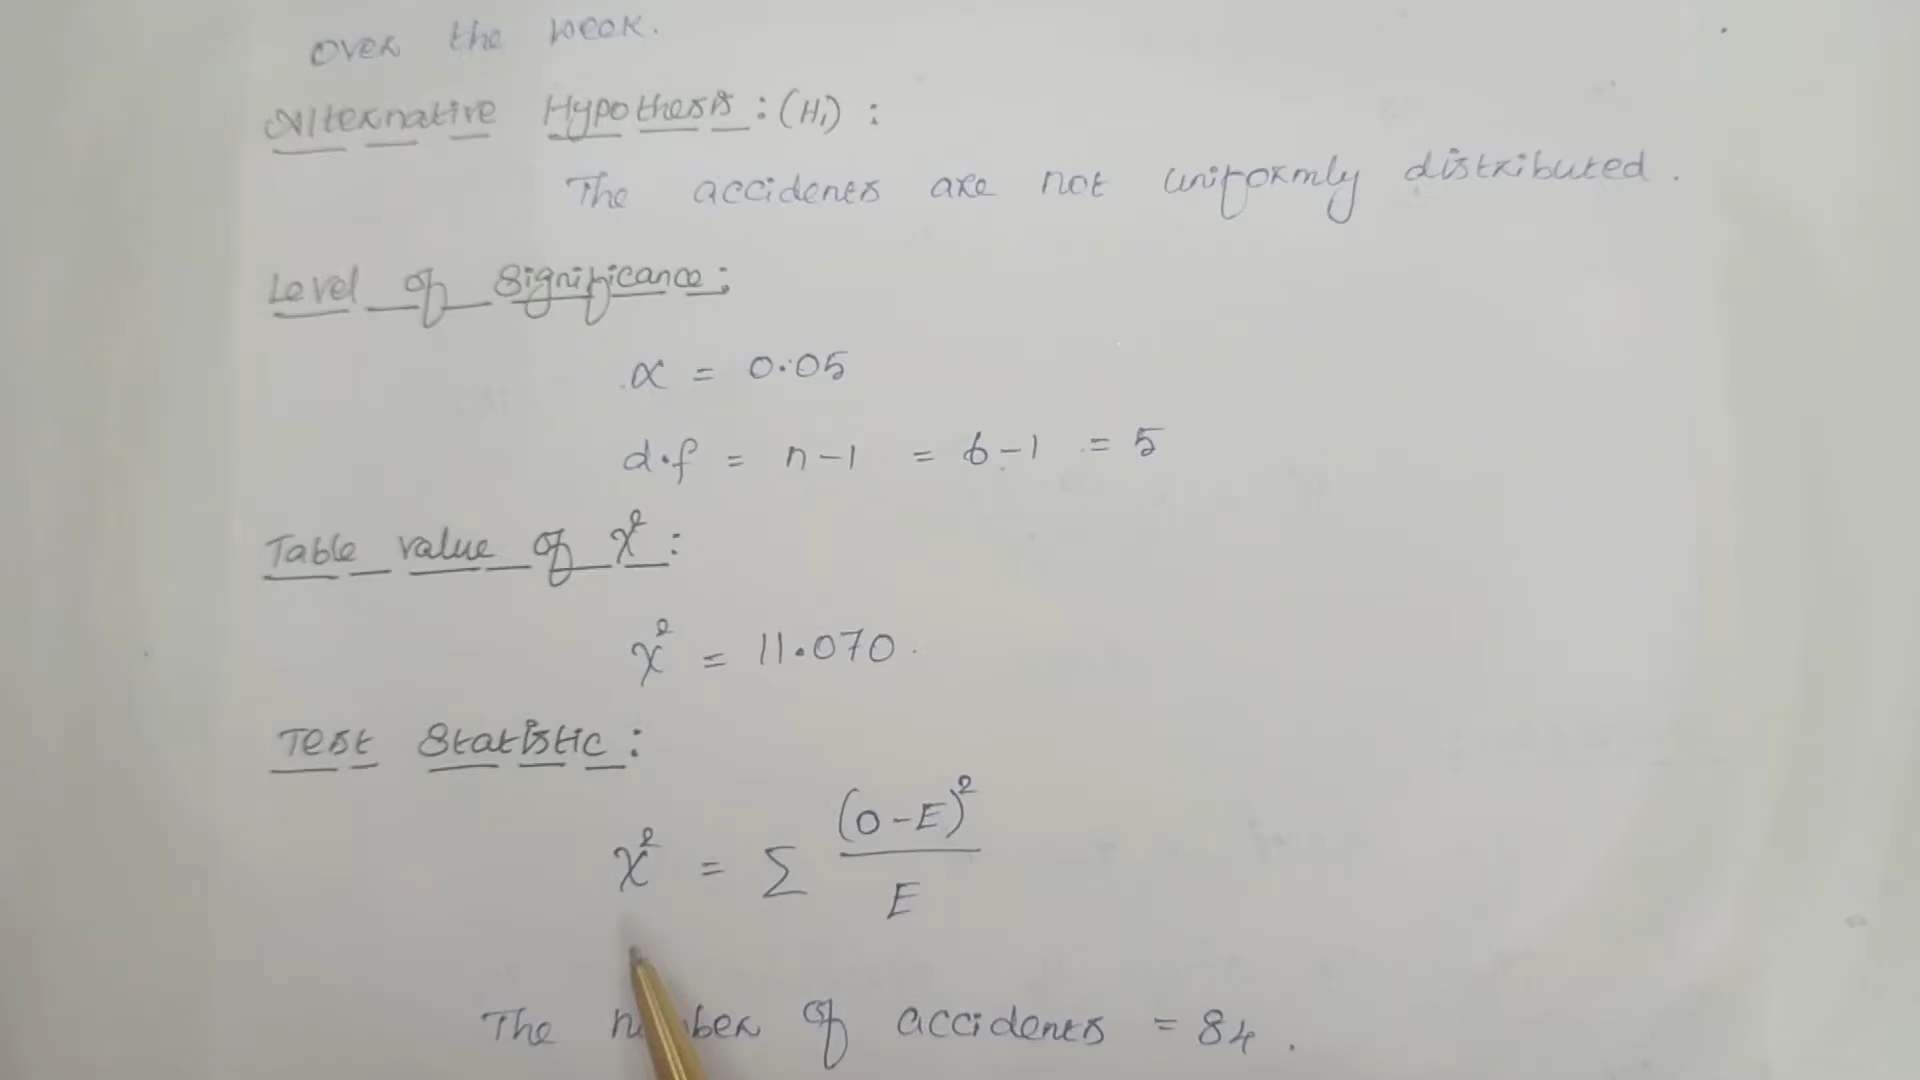 over the week.
Alternative Hypothesis : (H₁) :
The accidents are not uniformly distributed.
Level of Significance :
α = 0.05
d.f = n-1 = 6-1 = 5
Table value of χ² :
χ² = 11.070.
Test Statistic :
χ² = Σ (O-E)² / E
The number of accidents = 84.